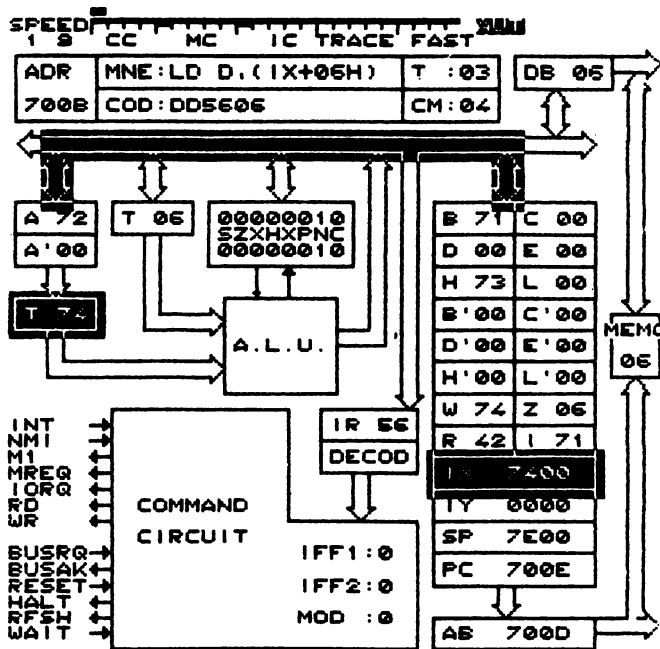 SPEED
1 8 CC MC IC TRACE FAST
ADR MNE:LD D,(IX+06H) T :03 DB 06
700B COD:DD5606 CM:04
A 72 T 06 00000010 B 71 C 00
SZXHXPNC
A'00 00000010 D 00 E 00
H 73 L 00
T 74 B'00 C'00 MEMO
A.L.U. D'00 E'00 06
H'00 L'00
W 74 Z 06
INT IR 56 R 42 I 71
NMI DECOD
M1 IX 7400
MREQ
IORQ IY 0000
RD COMMAND
WR CIRCUIT SP 7E00
BUSRQ IFF1:0 PC 700E
BUSAK
RESET IFF2:0
HALT
RFSH MOD :0
WAIT AB 700D